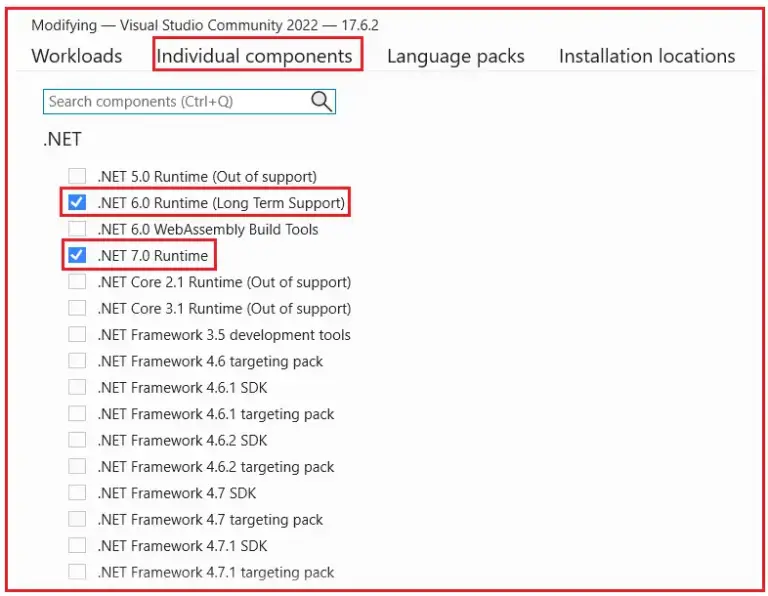 Modifying — Visual Studio Community 2022 — 17.6.2
Workloads Individual components Language packs Installation locations
Search components (Ctrl+Q)
.NET
.NET 5.0 Runtime (Out of support)
.NET 6.0 Runtime (Long Term Support)
.NET 6.0 WebAssembly Build Tools
.NET 7.0 Runtime
.NET Core 2.1 Runtime (Out of support)
.NET Core 3.1 Runtime (Out of support)
.NET Framework 3.5 development tools
.NET Framework 4.6 targeting pack
.NET Framework 4.6.1 SDK
.NET Framework 4.6.1 targeting pack
.NET Framework 4.6.2 SDK
.NET Framework 4.6.2 targeting pack
.NET Framework 4.7 SDK
.NET Framework 4.7 targeting pack
.NET Framework 4.7.1 SDK
.NET Framework 4.7.1 targeting pack